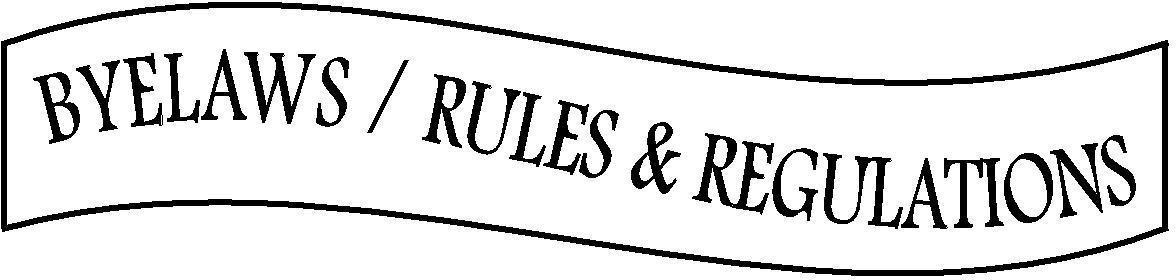 BYELAWS / RULES & REGULATIONS